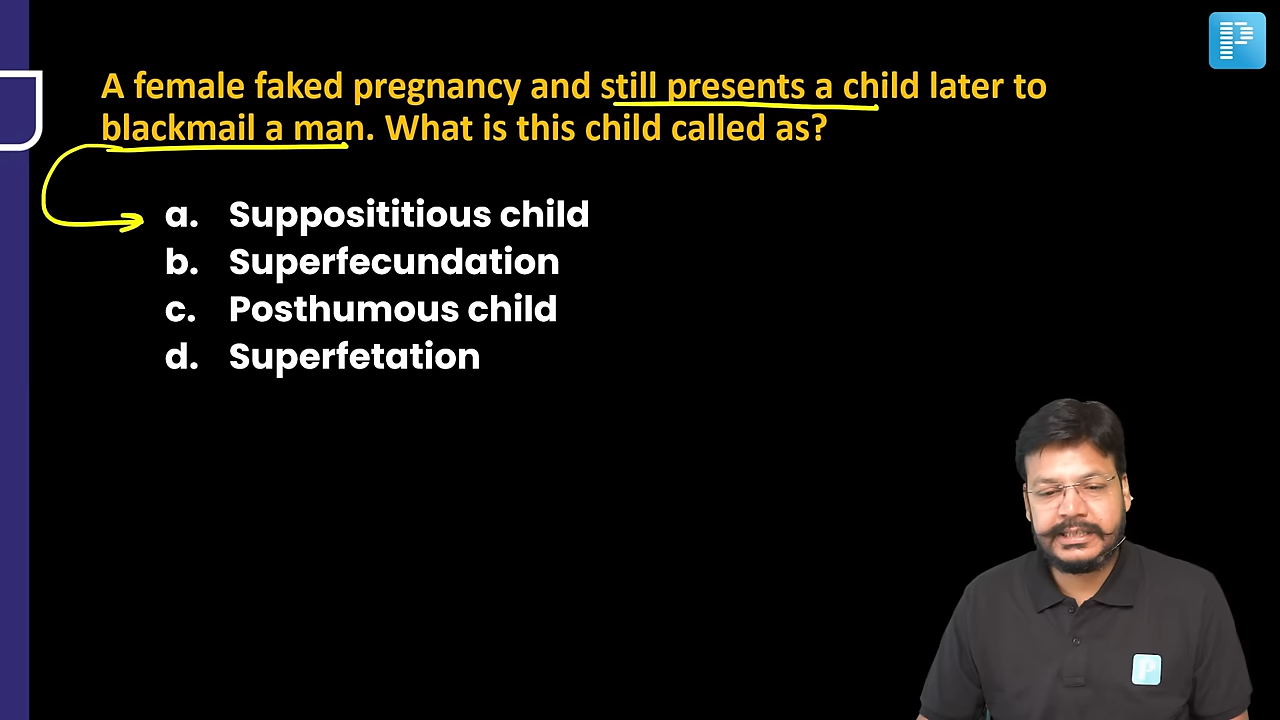 A female faked pregnancy and still presents a child later to
blackmail a man. What is this child called as?
a. Supposititious child
b. Superfecundation
c. Posthumous child
d. Superfetation
P
P